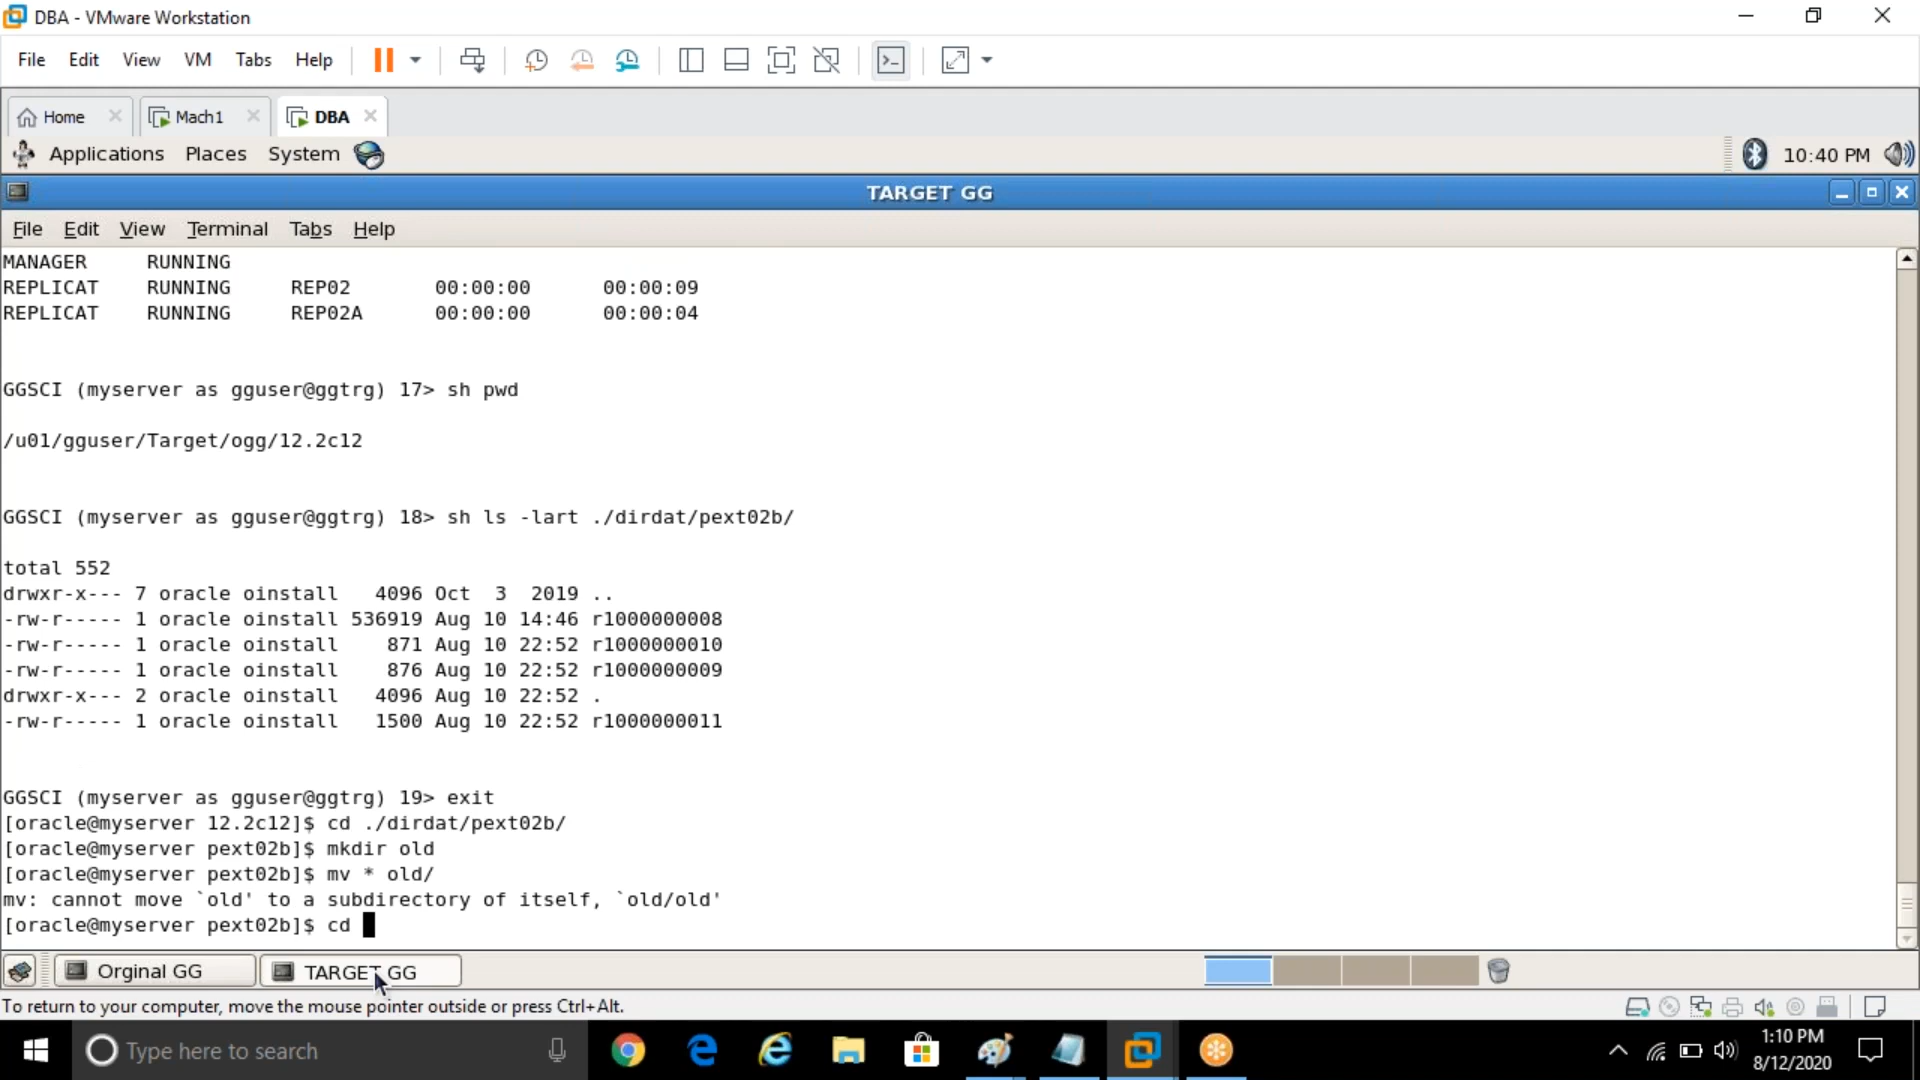 DBA - VMware Workstation
File Edit View VM Tabs Help
Home Mach1 DBA
Applications Places System 10:40 PM
TARGET GG
File Edit View Terminal Tabs Help
MANAGER     RUNNING
REPLICAT    RUNNING     REP02       00:00:00      00:00:09
REPLICAT    RUNNING     REP02A      00:00:00      00:00:04
GGSCI (myserver as gguser@ggtrg) 17> sh pwd
/u01/gguser/Target/ogg/12.2c12
GGSCI (myserver as gguser@ggtrg) 18> sh ls -lart ./dirdat/pext02b/
total 552
drwxr-x--- 7 oracle oinstall   4096 Oct  3  2019 ..
-rw-r----- 1 oracle oinstall 536919 Aug 10 14:46 r1000000008
-rw-r----- 1 oracle oinstall    871 Aug 10 22:52 r1000000010
-rw-r----- 1 oracle oinstall    876 Aug 10 22:52 r1000000009
drwxr-x--- 2 oracle oinstall   4096 Aug 10 22:52 .
-rw-r----- 1 oracle oinstall   1500 Aug 10 22:52 r1000000011
GGSCI (myserver as gguser@ggtrg) 19> exit
[oracle@myserver 12.2c12]$ cd ./dirdat/pext02b/
[oracle@myserver pext02b]$ mkdir old
[oracle@myserver pext02b]$ mv * old/
mv: cannot move `old' to a subdirectory of itself, `old/old'
[oracle@myserver pext02b]$ cd
Orginal GG TARGET GG
To return to your computer, move the mouse pointer outside or press Ctrl+Alt.
Type here to search
1:10 PM
8/12/2020